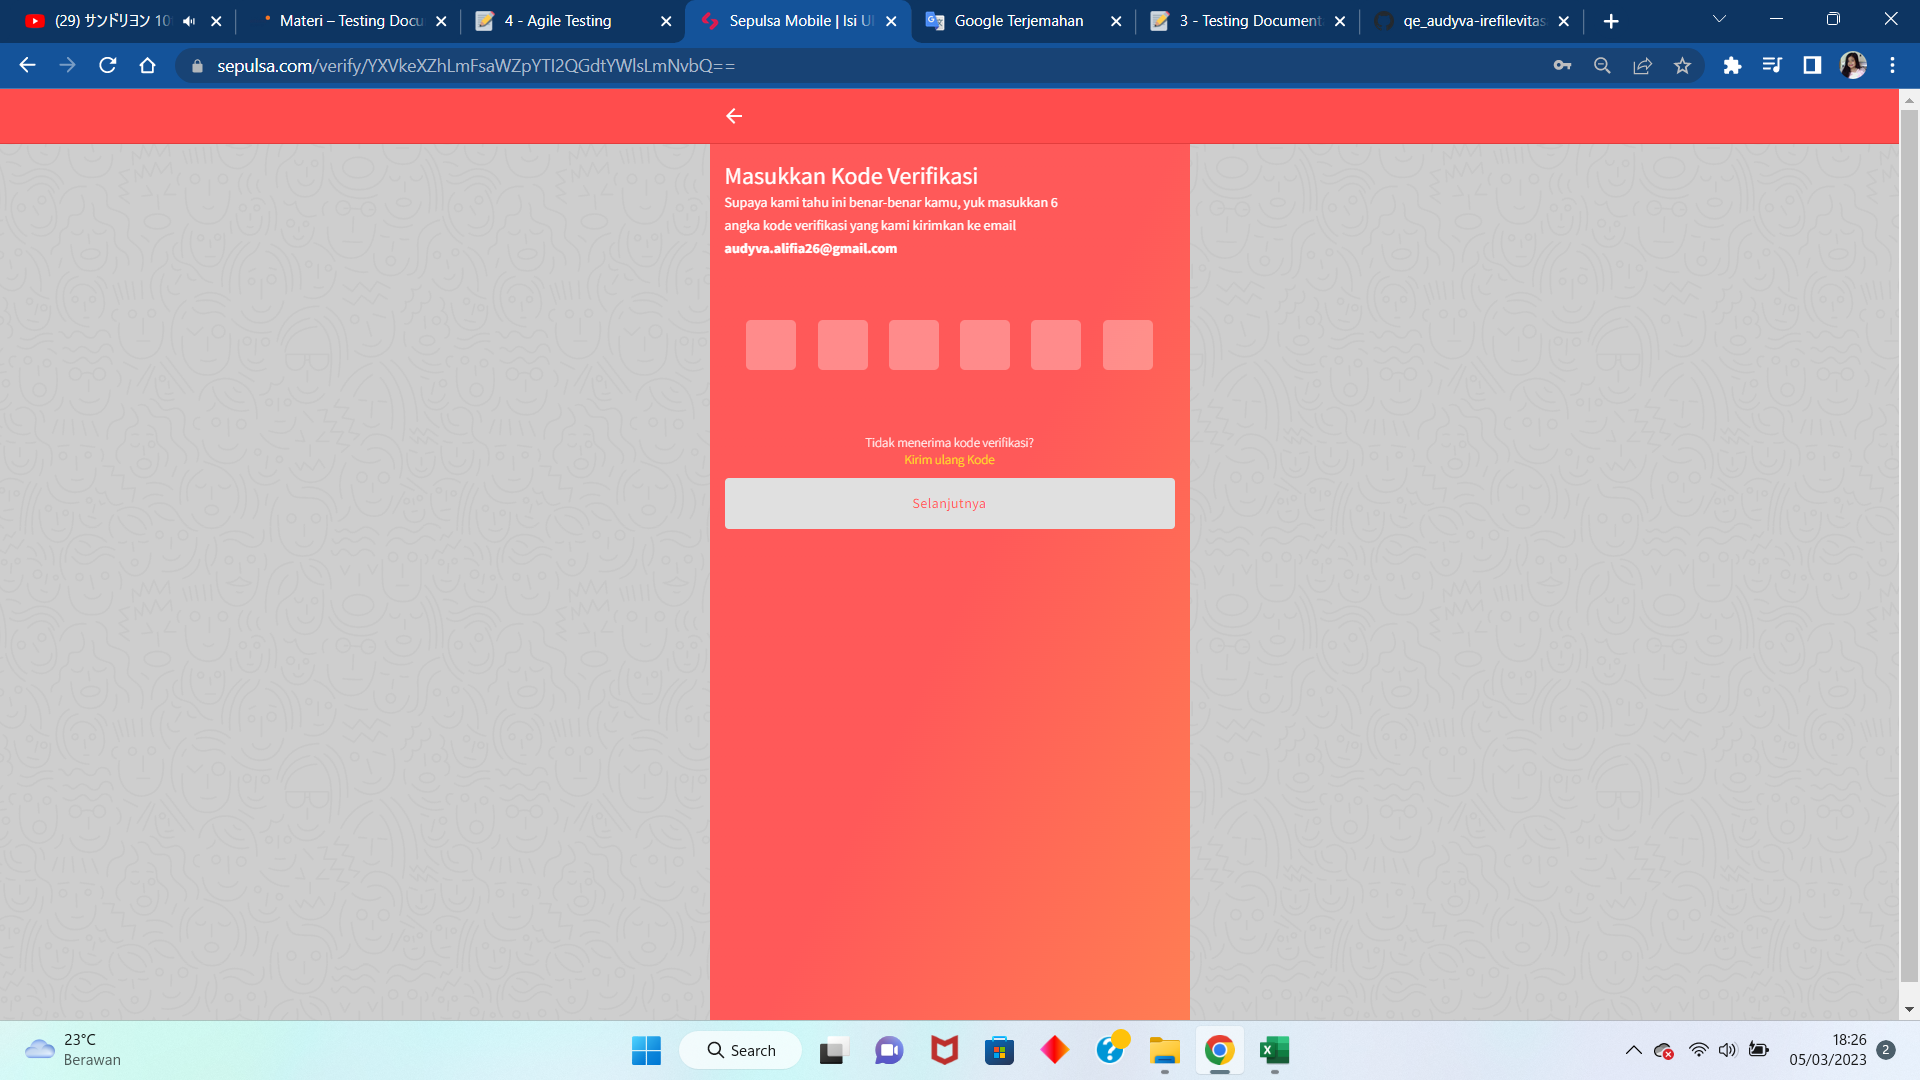 (29) サンドリヨン 10
Materi – Testing Docu
4 - Agile Testing
Sepulsa Mobile | Isi Ul
Google Terjemahan
3 - Testing Document
qe_audyva-irefilevitas
sepulsa.com/verify/YXVkeXZhLmFsaWZpYTI2QGdtYWlsLmNvbQ==
Masukkan Kode Verifikasi
Supaya kami tahu ini benar-benar kamu, yuk masukkan 6
angka kode verifikasi yang kami kirimkan ke email
audyva.alifia26@gmail.com
Tidak menerima kode verifikasi?
Kirim ulang Kode
Selanjutnya
23°C
Berawan
Search
18:26
05/03/2023
2